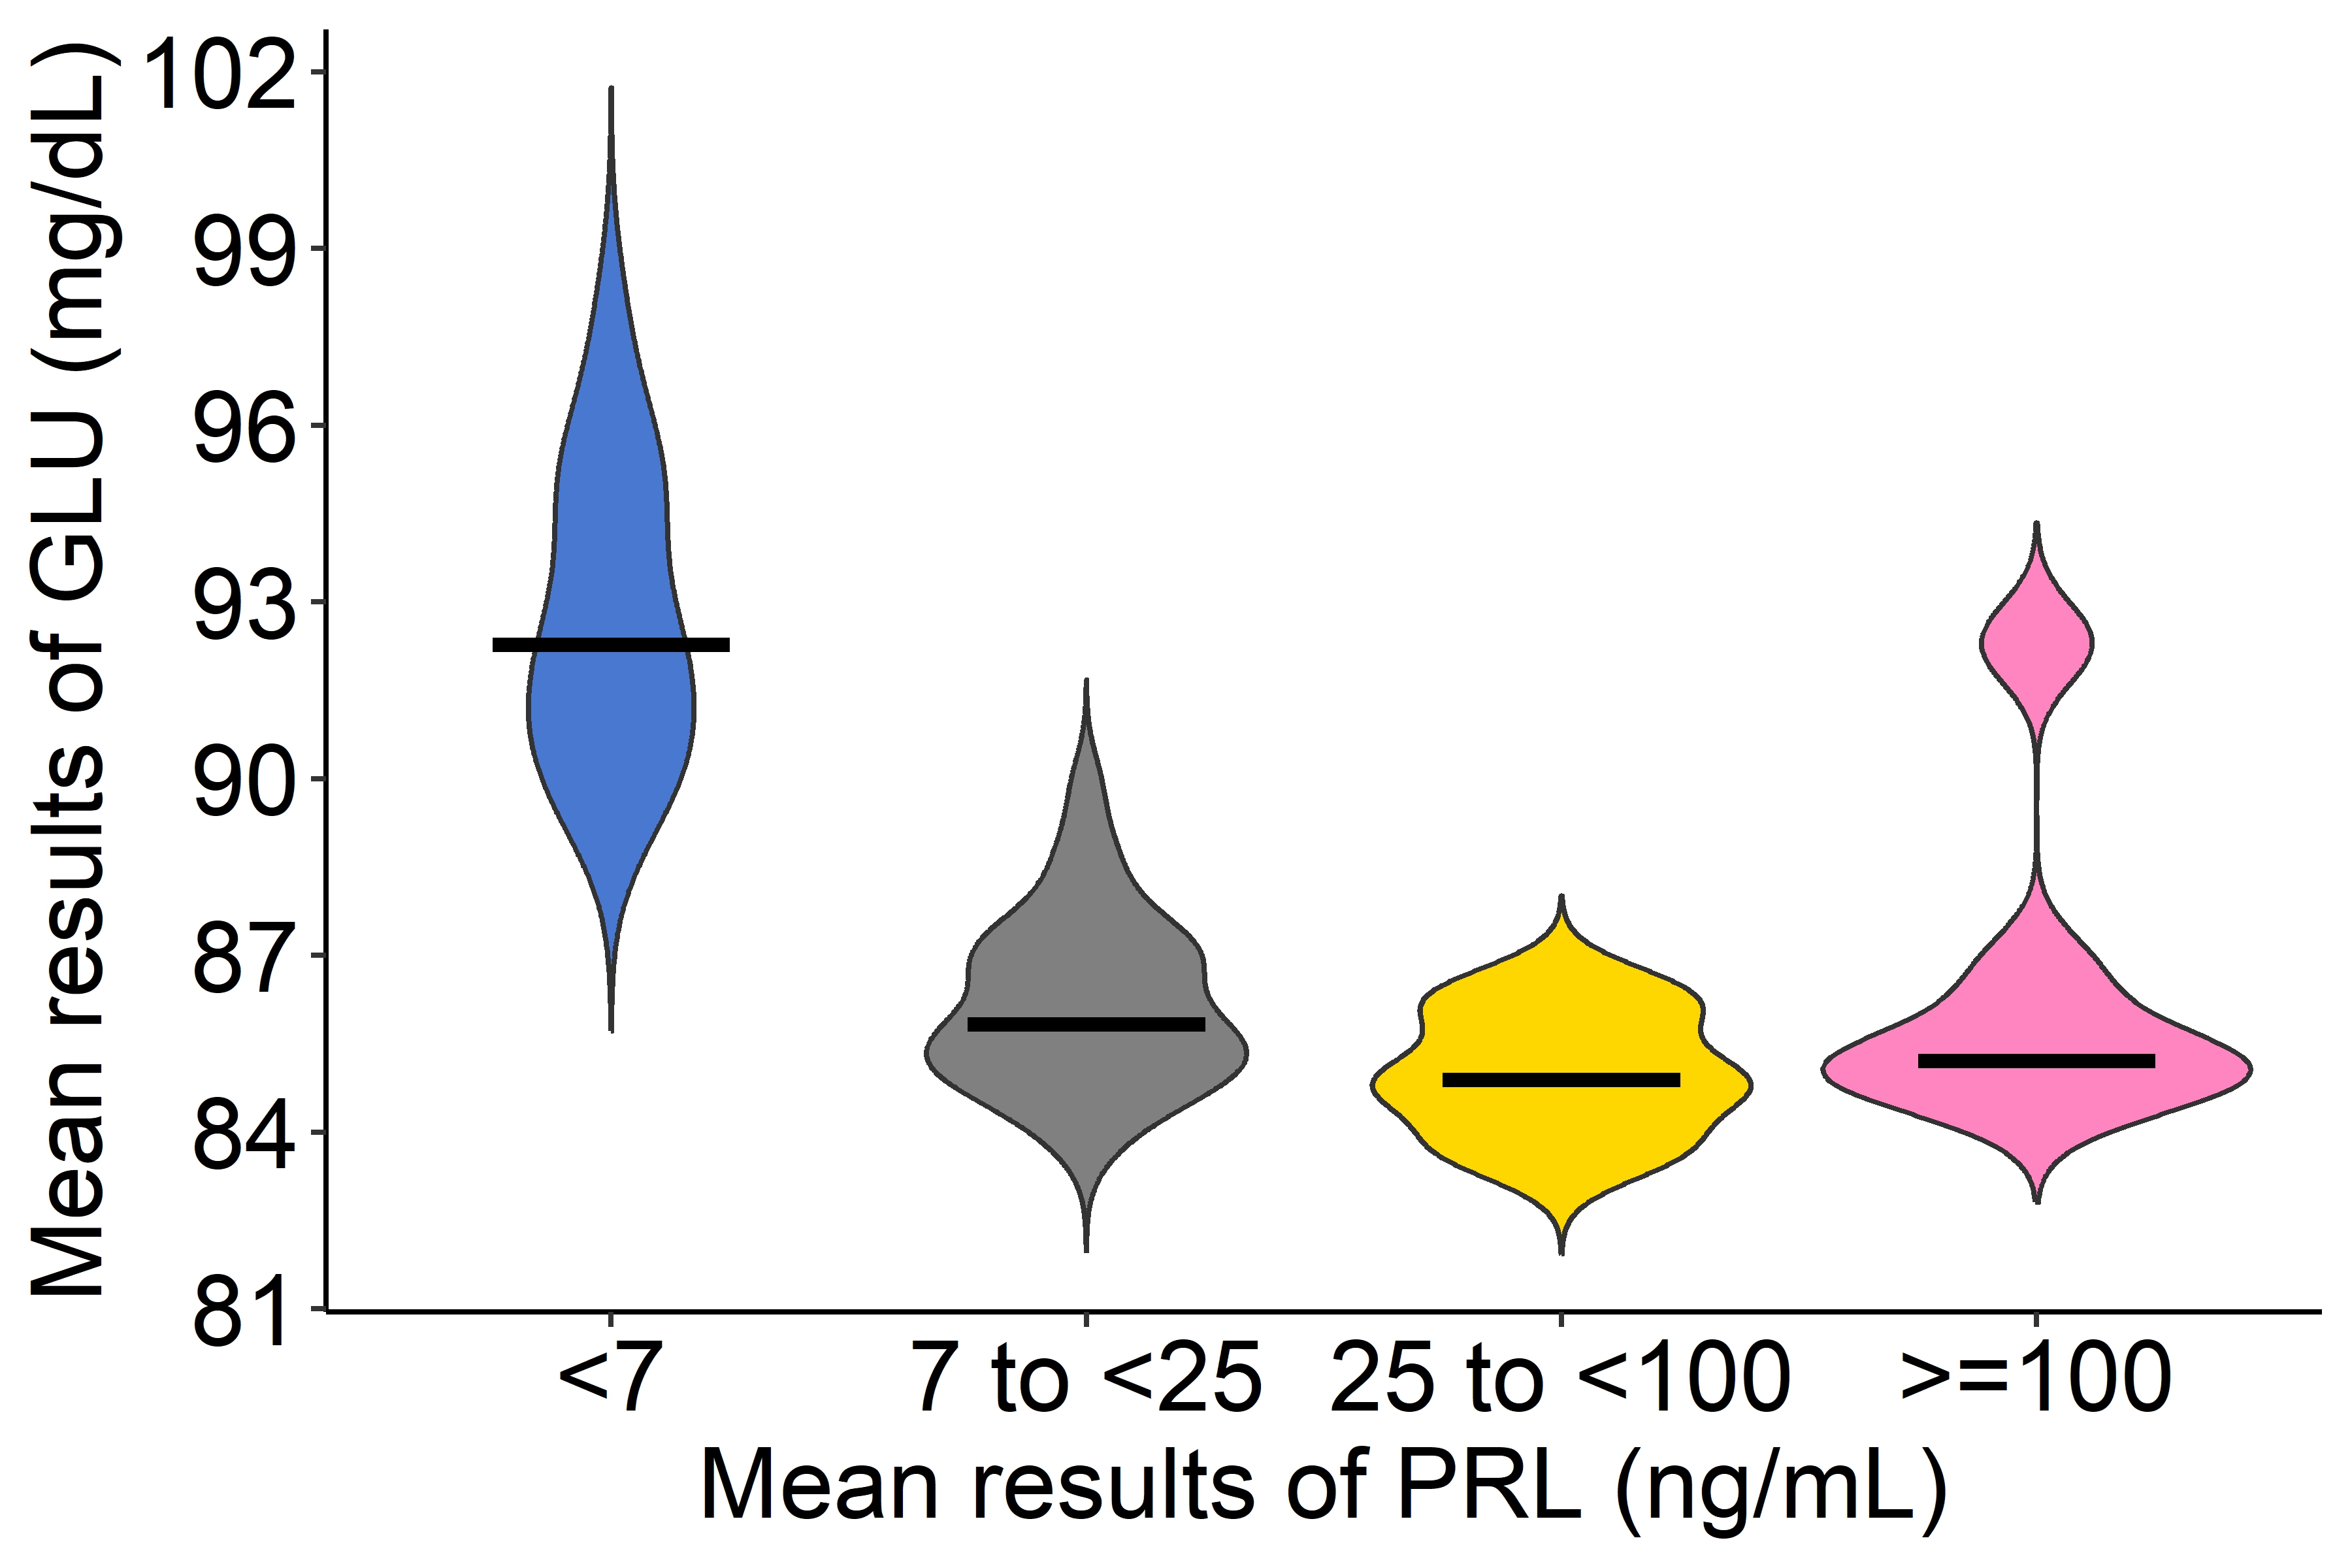 Mean results of GLU (mg/dL)
102
99
96
93
90
87
84
81
<7
7 to <25
25 to <100
>=100
Mean results of PRL (ng/mL)